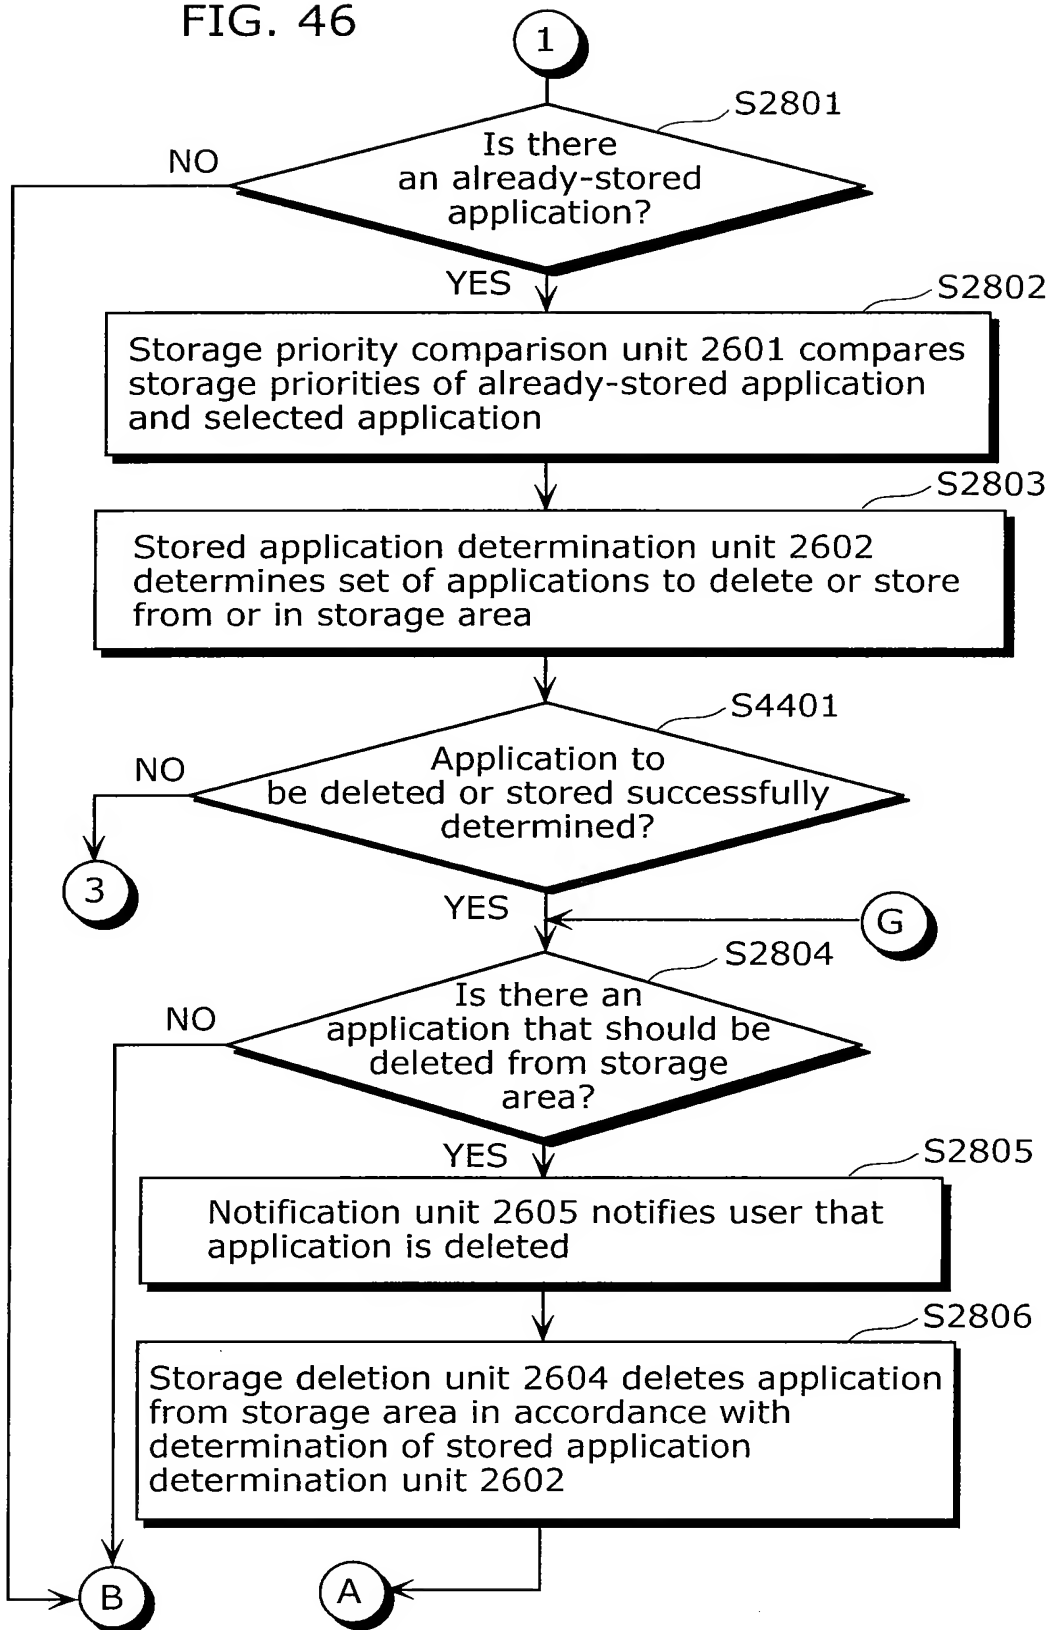 FIG. 46
1
S2801
Is there
an already-stored
application?
NO
YES
S2802
Storage priority comparison unit 2601 compares
storage priorities of already-stored application
and selected application
S2803
Stored application determination unit 2602
determines set of applications to delete or store
from or in storage area
S4401
Application to
be deleted or stored successfully
determined?
NO
3
YES
G
S2804
Is there an
application that should be
deleted from storage
area?
NO
YES
S2805
Notification unit 2605 notifies user that
application is deleted
S2806
Storage deletion unit 2604 deletes application
from storage area in accordance with
determination of stored application
determination unit 2602
B
A